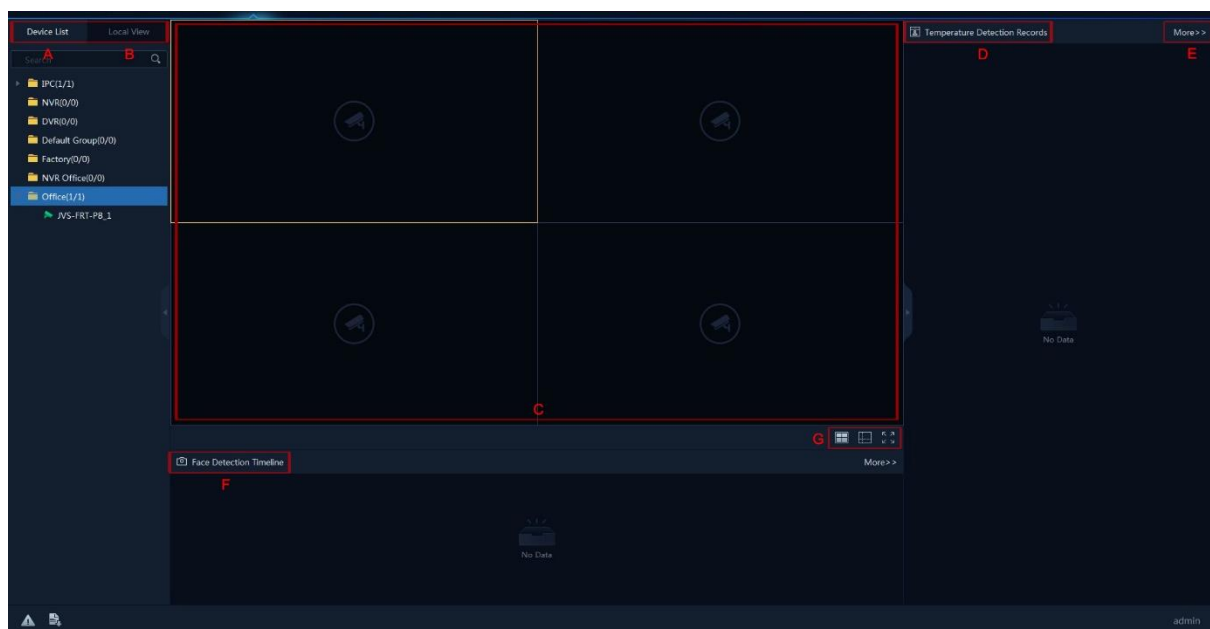 Device List
Local View
A
B
Search
IPC(1/1)
NVR(0/0)
DVR(0/0)
Default Group(0/0)
Factory(0/0)
NVR Office(0/0)
Office(1/1)
JVS-FRT-P8_1
C
G
Face Detection Timeline
More>>
F
No Data
Temperature Detection Records
More>>
D
E
No Data
admin